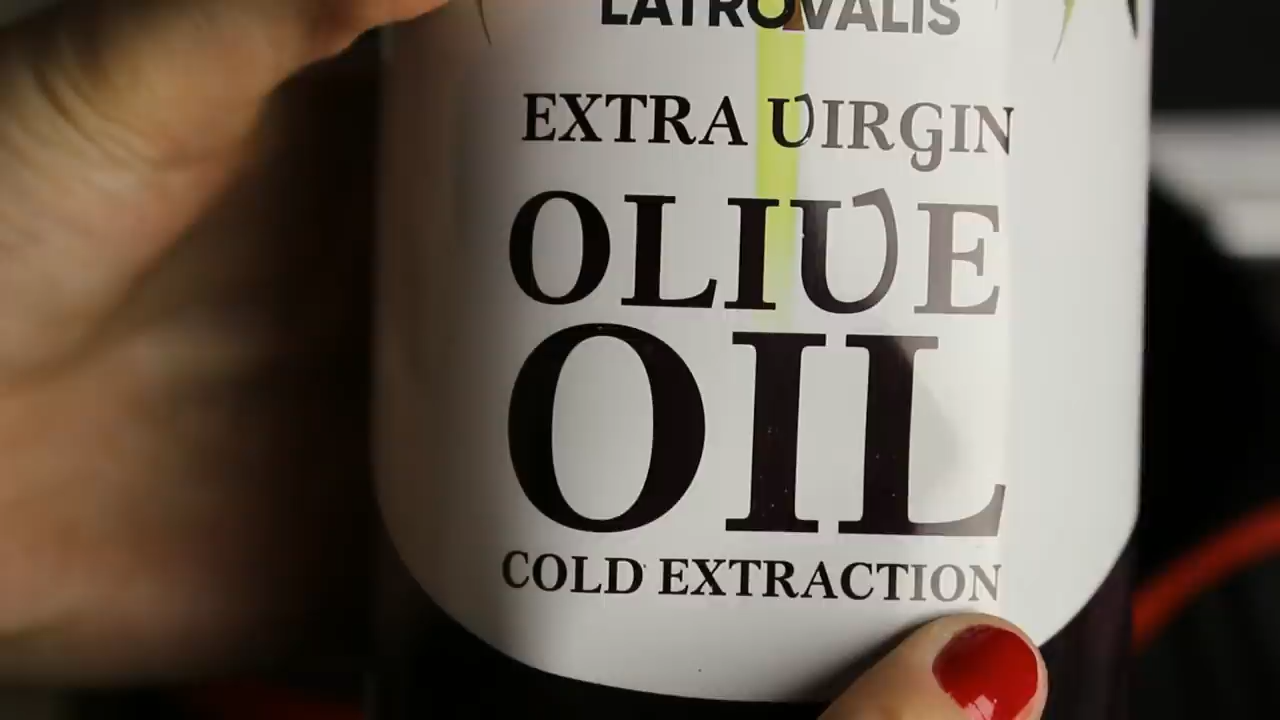 LATROVALIS
EXTRA VIRGIN
OLIVE
OIL
COLD EXTRACTION